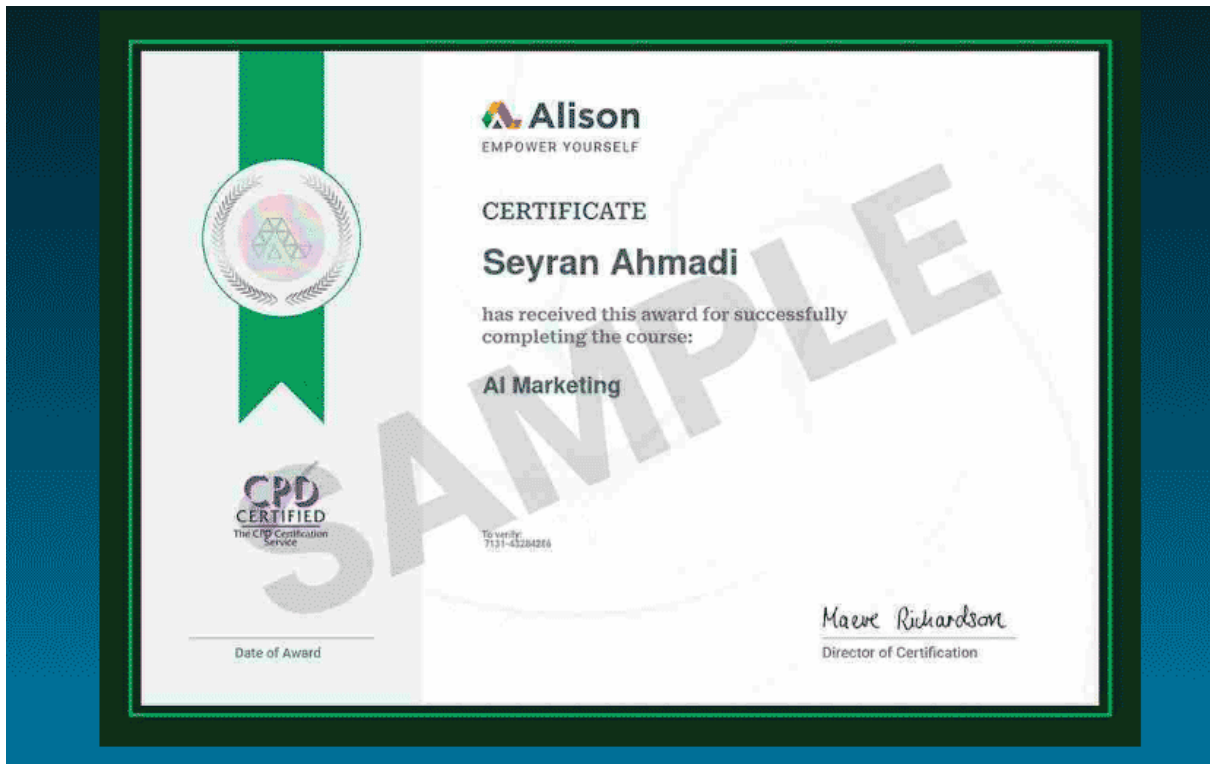 Alison
EMPOWER YOURSELF
CERTIFICATE
Seyran Ahmadi
has received this award for successfully
completing the course:
AI Marketing
SAMPLE
CPD
CERTIFIED
The CPD Certification
Service
To verify:
Date of Award
Maeve Richardson
Director of Certification